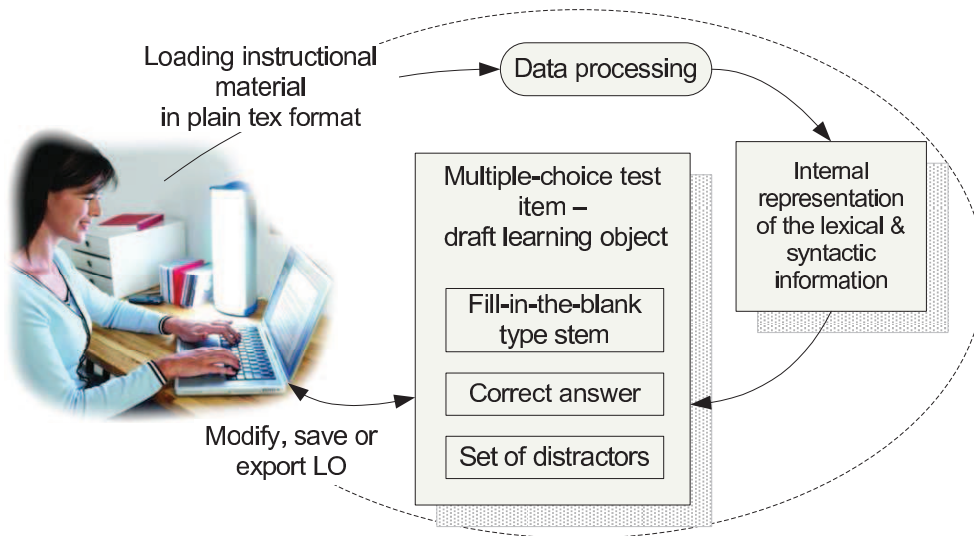 Loading instructional
material
in plain tex format
Data processing
Internal
representation
of the lexical &
syntactic
information
Multiple-choice test
item –
draft learning object
Fill-in-the-blank
type stem
Correct answer
Set of distractors
Modify, save or
export LO